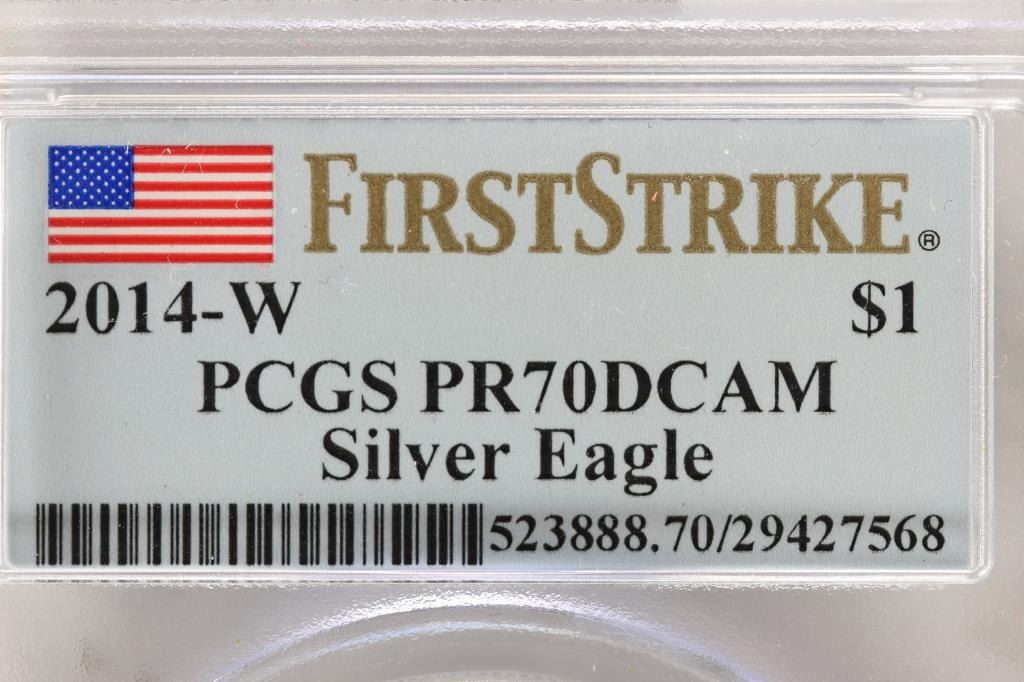 FIRSTSTRIKE®
2014-W $1
PCGS PR70DCAM
Silver Eagle
523888.70/29427568